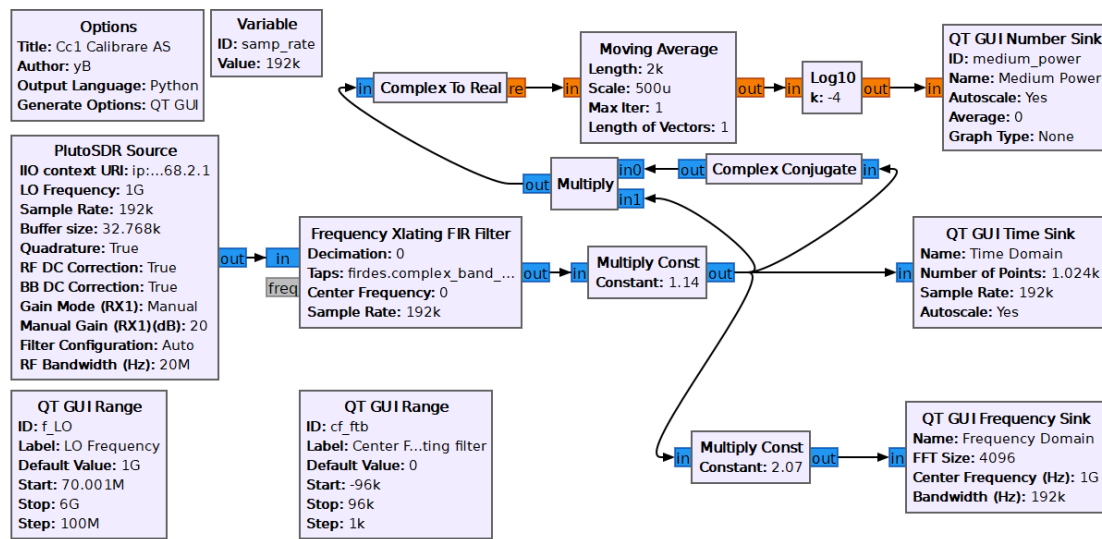 Options
Title: Cc1 Calibrare AS
Author: yB
Output Language: Python
Generate Options: QT GUI
Variable
ID: samp_rate
Value: 192k
in
Complex To Real
re
in
Moving Average
Length: 2k
Scale: 500u
Max Iter: 1
Length of Vectors: 1
out
in
Log10
k: -4
out
in
QT GUI Number Sink
ID: medium_power
Name: Medium Power
Autoscale: Yes
Average: 0
Graph Type: None
PlutoSDR Source
IIO context URI: ip:...68.2.1
LO Frequency: 1G
Sample Rate: 192k
Buffer size: 32.768k
Quadrature: True
RF DC Correction: True
BB DC Correction: True
Gain Mode (RX1): Manual
Manual Gain (RX1)(dB): 20
Filter Configuration: Auto
RF Bandwidth (Hz): 20M
out
out
Multiply
in0
in1
out
Complex Conjugate
in
in
freq
Frequency Xlating FIR Filter
Decimation: 0
Taps: firdes.complex_band_...
Center Frequency: 0
Sample Rate: 192k
out
in
Multiply Const
Constant: 1.14
out
in
QT GUI Time Sink
Name: Time Domain
Number of Points: 1.024k
Sample Rate: 192k
Autoscale: Yes
QT GUI Range
ID: f_LO
Label: LO Frequency
Default Value: 1G
Start: 70.001M
Stop: 6G
Step: 100M
QT GUI Range
ID: cf_ftb
Label: Center F...ting filter
Default Value: 0
Start: -96k
Stop: 96k
Step: 1k
in
Multiply Const
Constant: 2.07
out
in
QT GUI Frequency Sink
Name: Frequency Domain
FFT Size: 4096
Center Frequency (Hz): 1G
Bandwidth (Hz): 192k